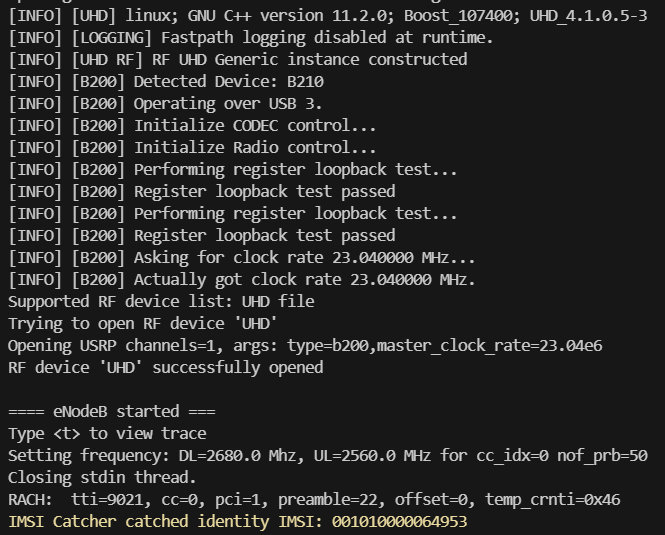 [INFO] [UHD] linux; GNU C++ version 11.2.0; Boost_107400; UHD_4.1.0.5-3
[INFO] [LOGGING] Fastpath logging disabled at runtime.
[INFO] [UHD RF] RF UHD Generic instance constructed
[INFO] [B200] Detected Device: B210
[INFO] [B200] Operating over USB 3.
[INFO] [B200] Initialize CODEC control...
[INFO] [B200] Initialize Radio control...
[INFO] [B200] Performing register loopback test...
[INFO] [B200] Register loopback test passed
[INFO] [B200] Performing register loopback test...
[INFO] [B200] Register loopback test passed
[INFO] [B200] Asking for clock rate 23.040000 MHz...
[INFO] [B200] Actually got clock rate 23.040000 MHz.
Supported RF device list: UHD file
Trying to open RF device 'UHD'
Opening USRP channels=1, args: type=b200,master_clock_rate=23.04e6
RF device 'UHD' successfully opened
==== eNodeB started ===
Type <t> to view trace
Setting frequency: DL=2680.0 Mhz, UL=2560.0 MHz for cc_idx=0 nof_prb=50
Closing stdin thread.
RACH:  tti=9021, cc=0, pci=1, preamble=22, offset=0, temp_crnti=0x46
IMSI Catcher catched identity IMSI: 001010000064953